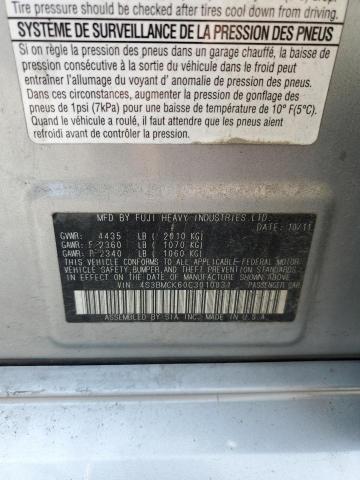 Tire pressure should be checked after tires cool down from driving.
SYSTÈME DE SURVEILLANCE DE LA PRESSION DES PNEUS
Si on règle la pression des pneus dans un garage chauffé, la baisse de
pression consécutive à la sortie du véhicule dans le froid peut
entraîner l'allumage du voyant d' anomalie de pression des pneus.
Dans ces circonstances, augmenter la pression de gonflage des
pneus de 1psi (7kPa) pour une baisse de température de 10° F(5°C).
Quand le véhicule a roulé, il faut que les pneus aient
refroidi avant de contrôler la pression.
MFD BY FUJI HEAVY INDUSTRIES LTD.
DATE: 10/11
GVWR: 4435 LB ( 2010 KG)
GAWR: F 2360 LB ( 1070 KG)
GAWR: R 2340 LB ( 1060 KG)
THIS VEHICLE CONFORMS TO ALL APPLICABLE FEDERAL MOTOR
VEHICLE SAFETY, BUMPER, AND THEFT PREVENTION STANDARDS IN
EFFECT ON THE DATE OF MANUFACTURE SHOWN ABOVE.
VIN: 4S3BMCK60C3010837 PASSENGER CAR
ASSEMBLED BY SIA INC. MADE IN U.S.A